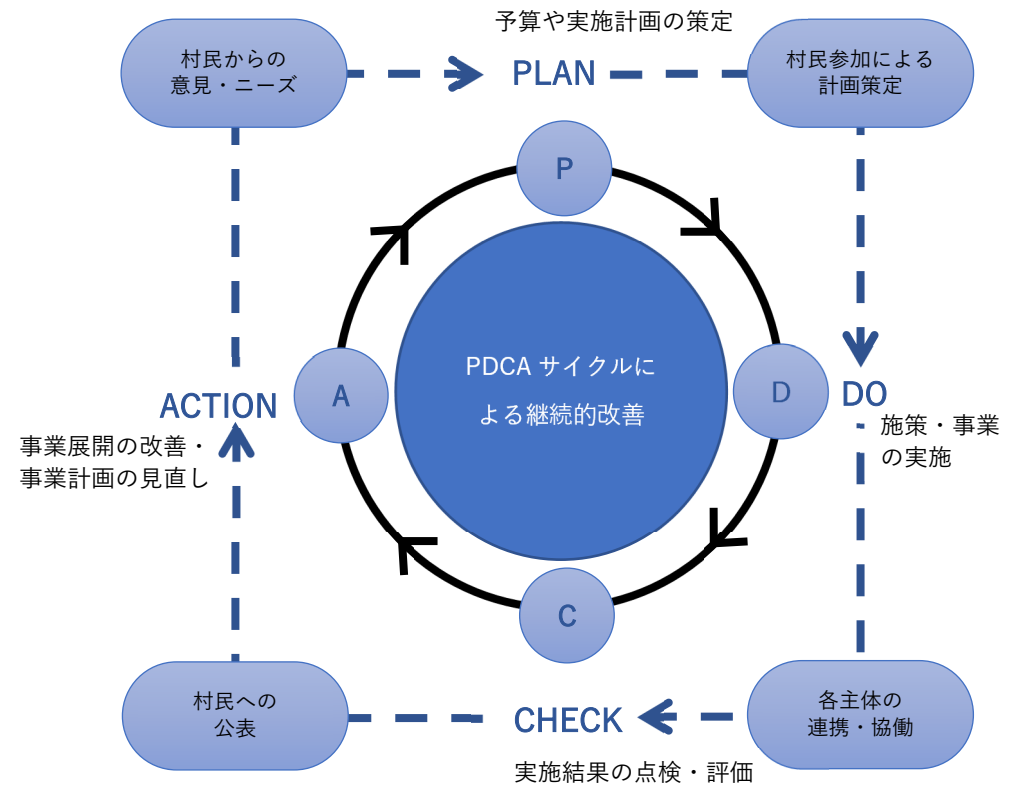 予算や実施計画の策定
村民からの
意見・ニーズ
PLAN
村民参加による
計画策定
P
PDCA サイクルに
よる継続的改善
A
D
C
ACTION
事業展開の改善・
事業計画の見直し
DO
施策・事業
の実施
村民への
公表
CHECK
実施結果の点検・評価
各主体の
連携・協働